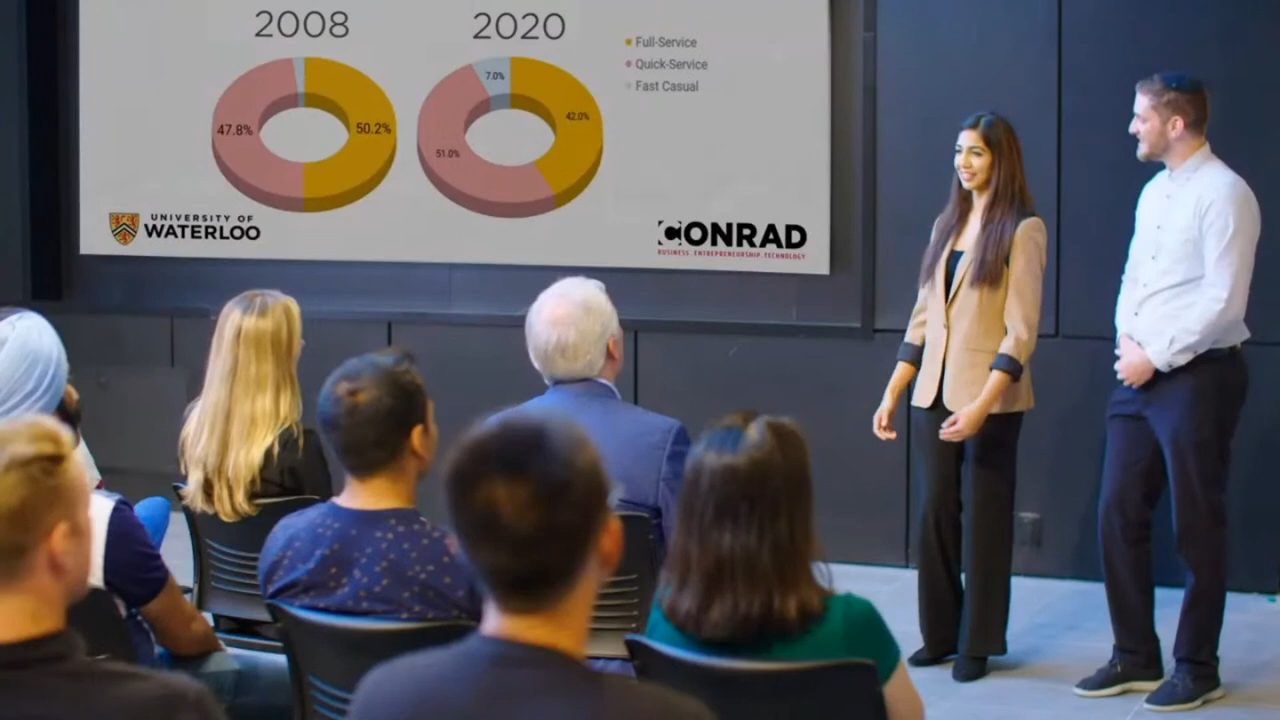 2008
2020
Full-Service
Quick-Service
Fast Casual
47.8%
50.2%
7.0%
42.0%
51.0%
UNIVERSITY OF
WATERLOO
CONRAD
BUSINESS . ENTREPRENEURSHIP . TECHNOLOGY